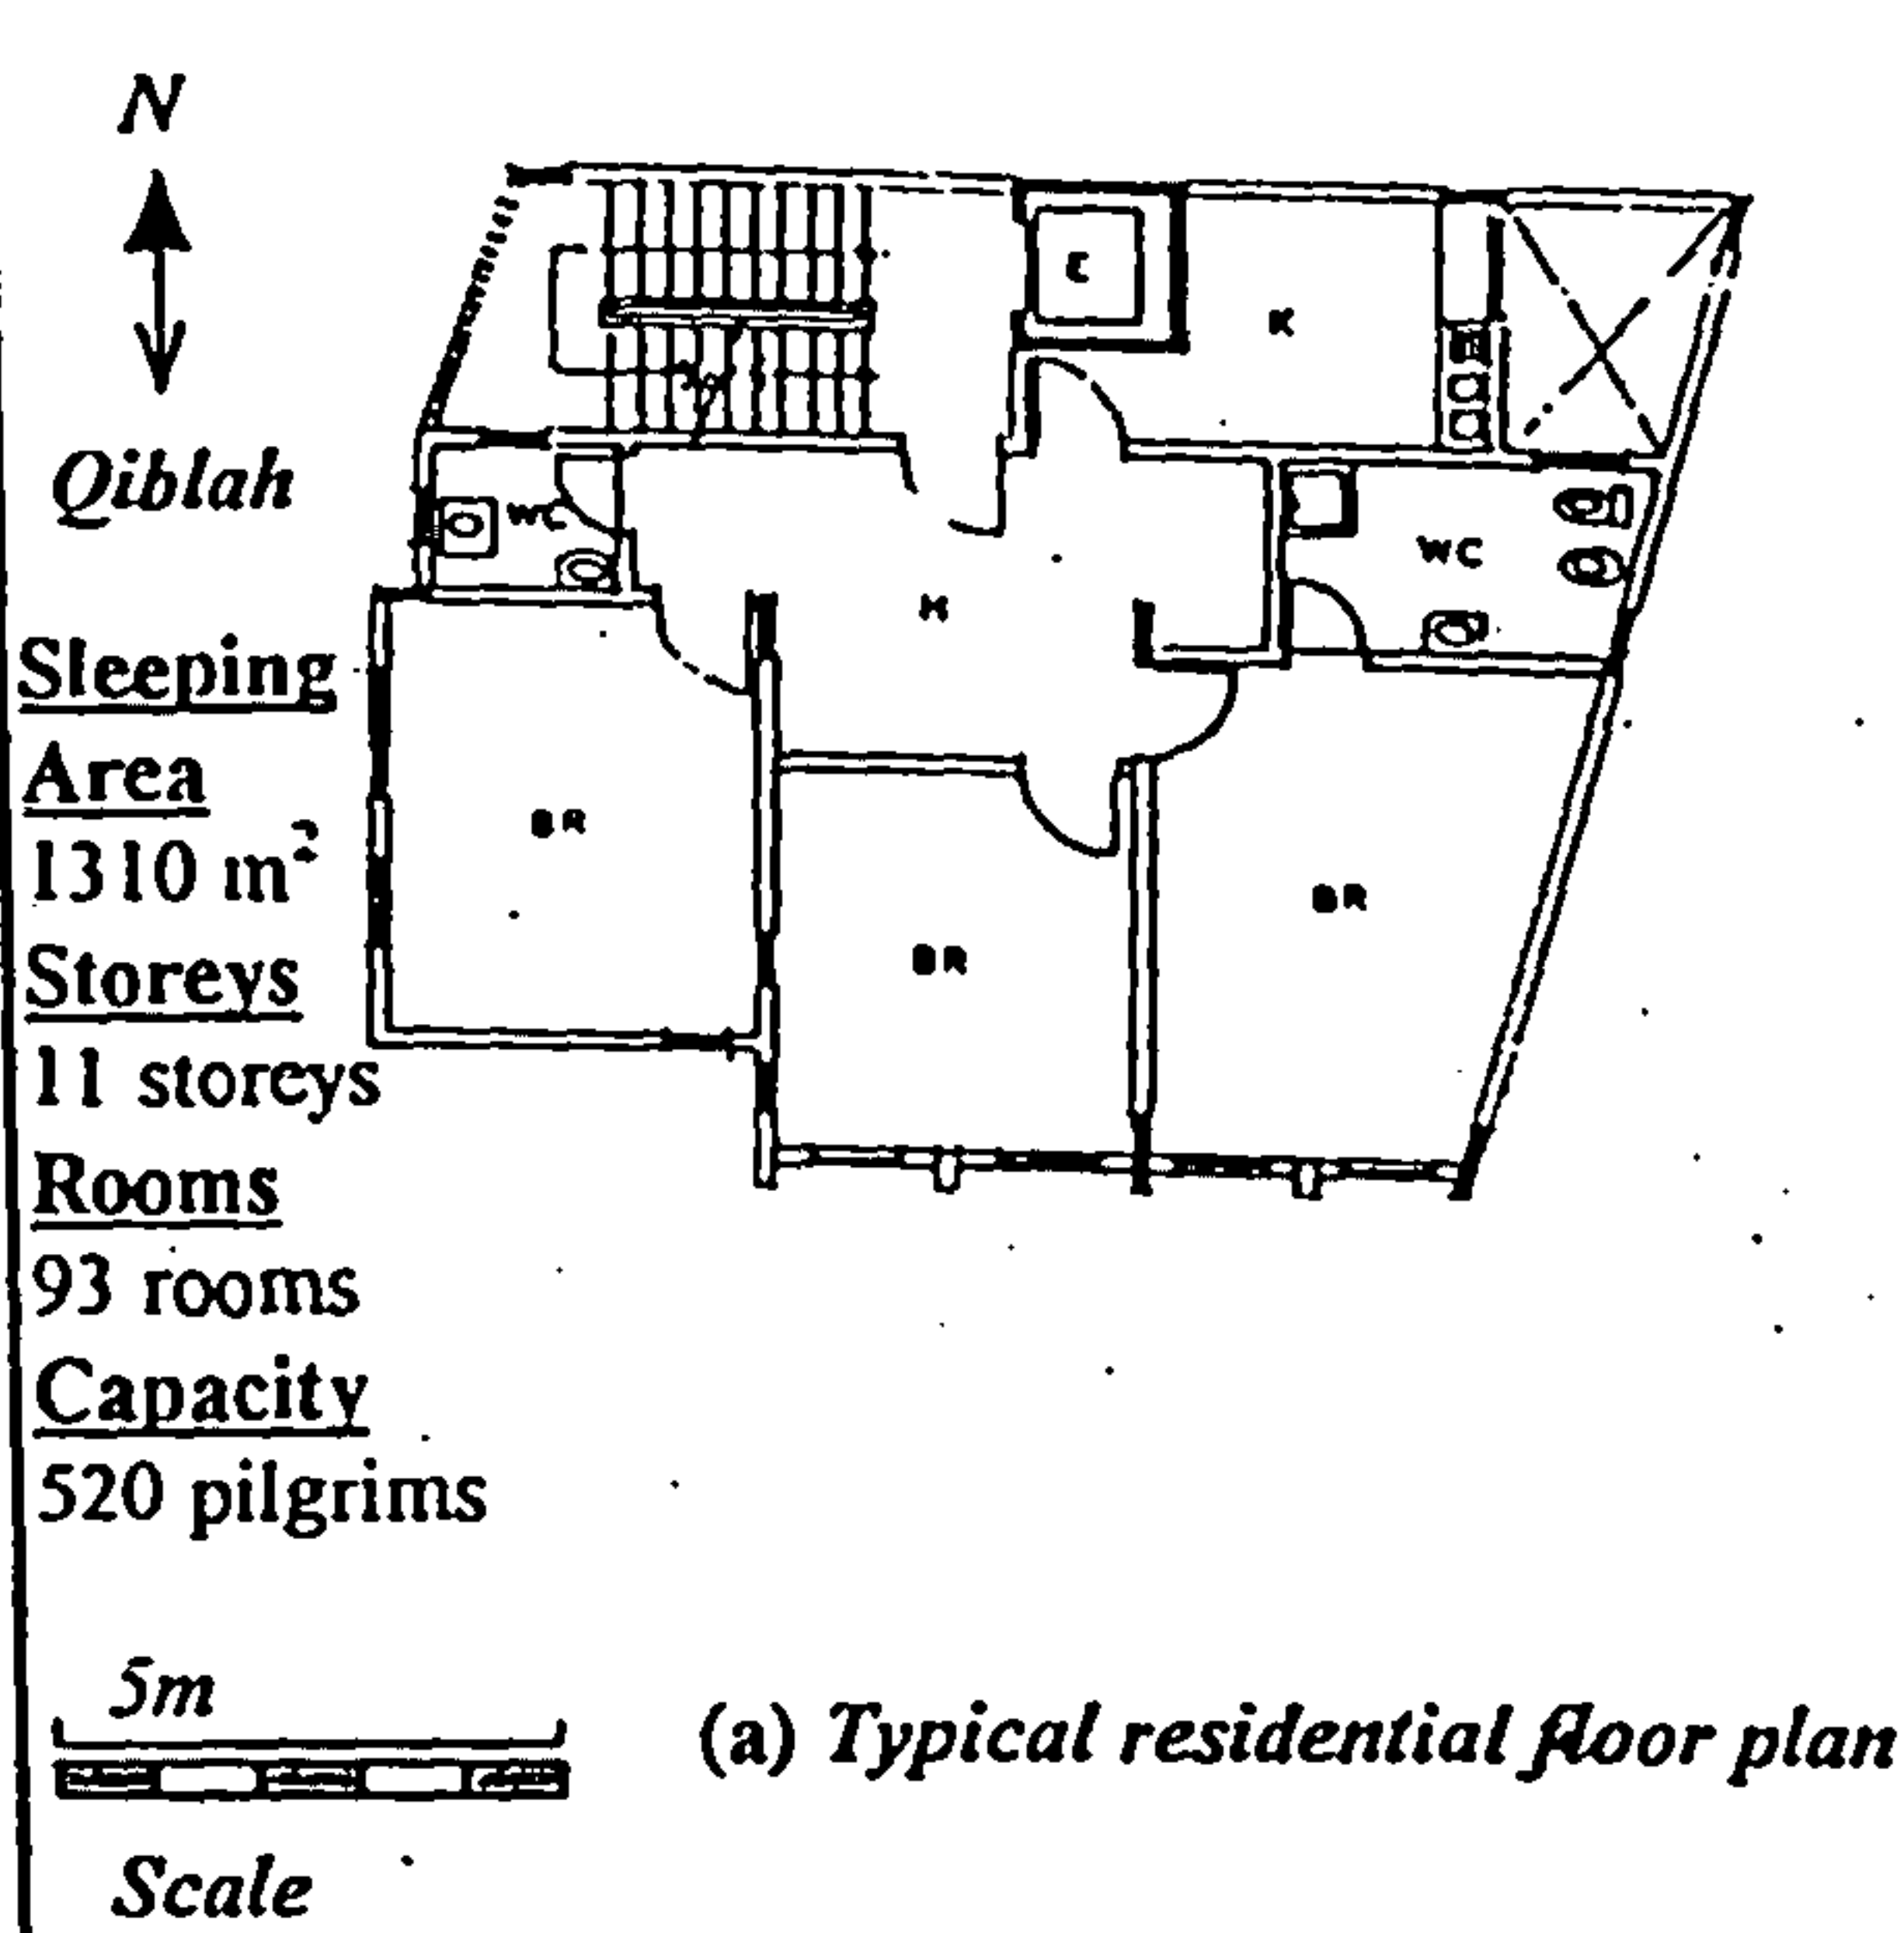 N
Qiblah
Sleeping
Area
1310 m²
Storeys
11 storeys
Rooms
93 rooms
Capacity
520 pilgrims
5m
Scale
E
K
WC
WC
H
BR
BR
BR
(a) Typical residential floor plan